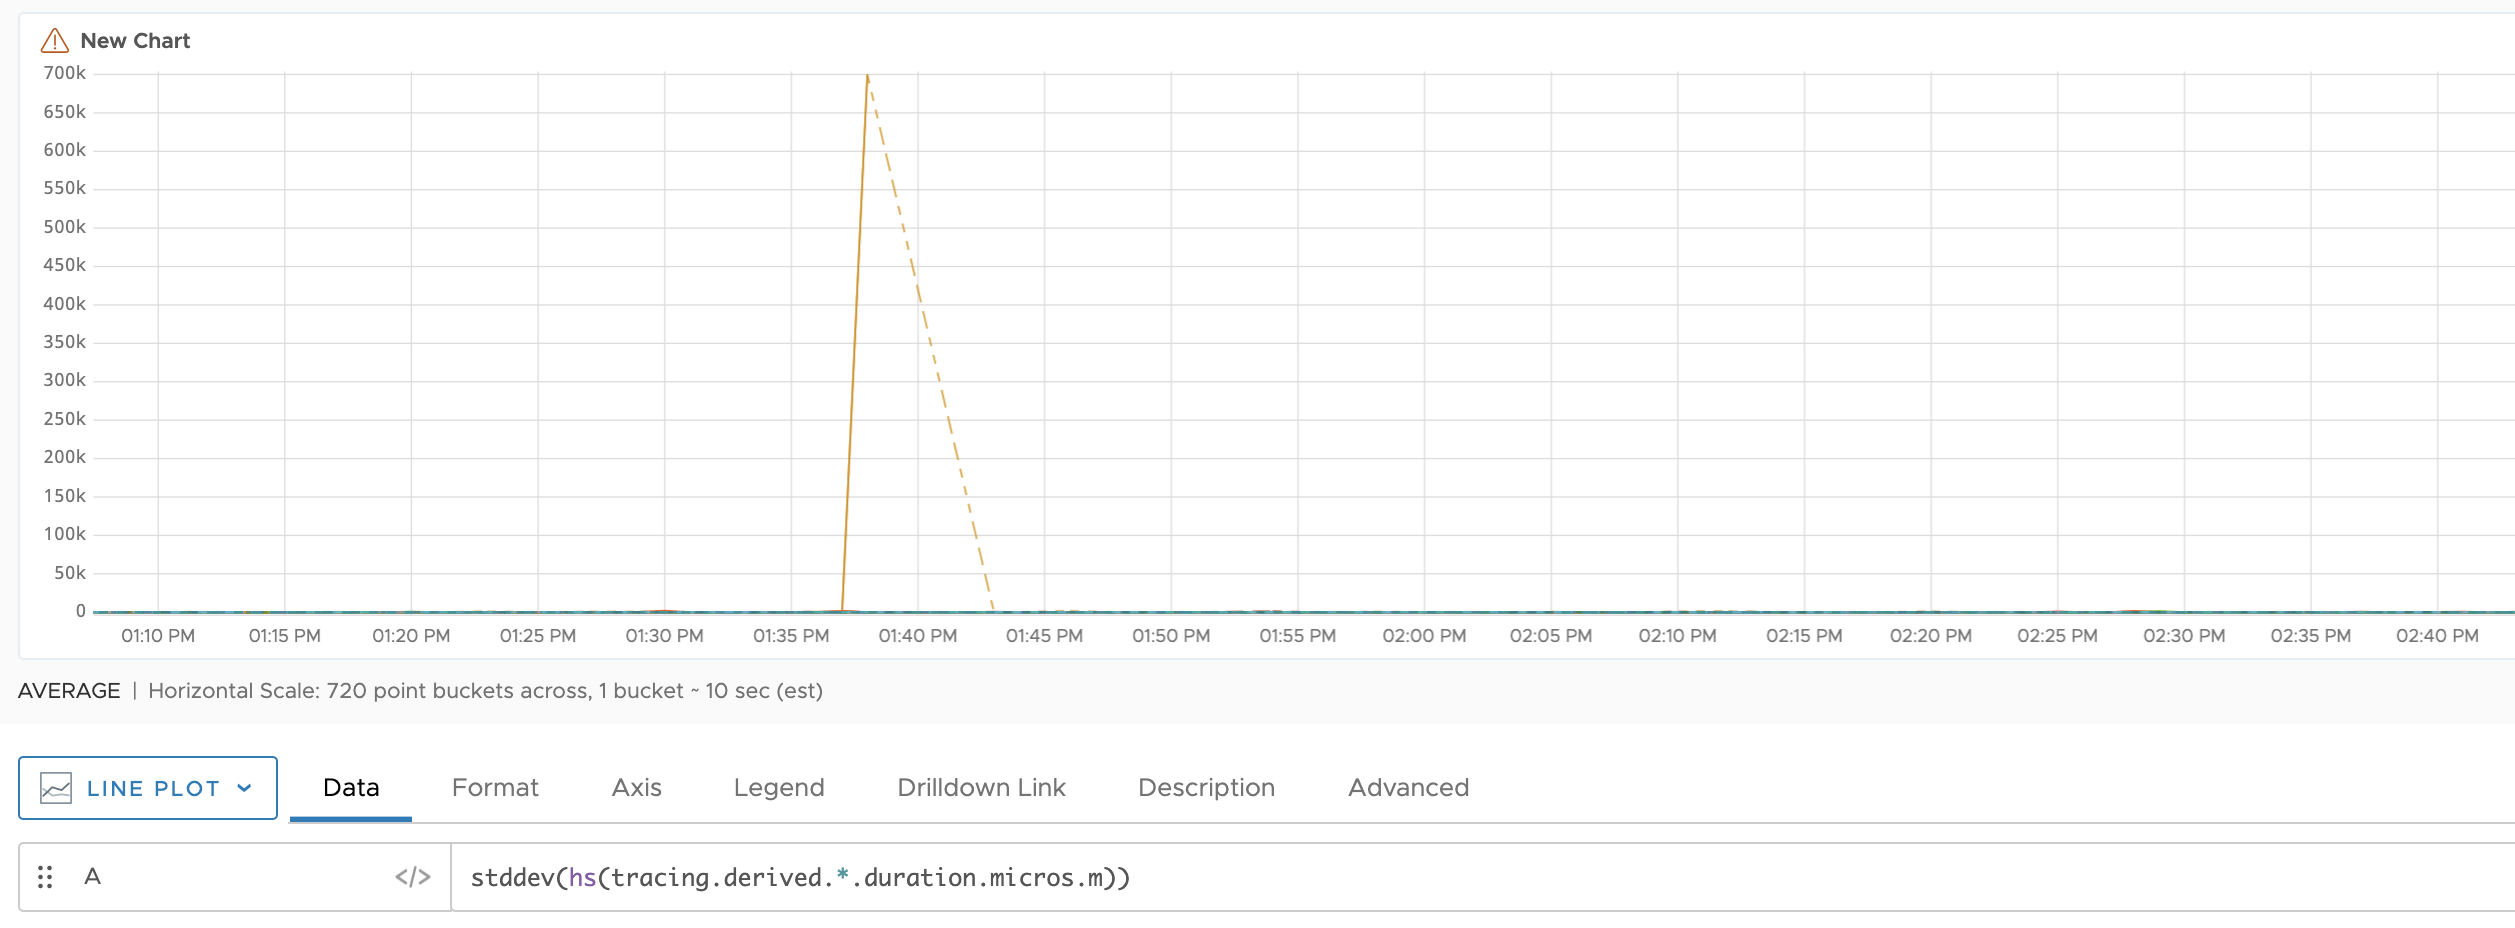 New Chart
700k
650k
600k
550k
500k
450k
400k
350k
300k
250k
200k
150k
100k
50k
0
01:10 PM 01:15 PM 01:20 PM 01:25 PM 01:30 PM 01:35 PM 01:40 PM 01:45 PM 01:50 PM 01:55 PM 02:00 PM 02:05 PM 02:10 PM 02:15 PM 02:20 PM 02:25 PM 02:30 PM 02:35 PM 02:40 PM
AVERAGE | Horizontal Scale: 720 point buckets across, 1 bucket ~ 10 sec (est)
LINE PLOT Data Format Axis Legend Drilldown Link Description Advanced
A </> stddev(hs(tracing.derived.*.duration.micros.m))